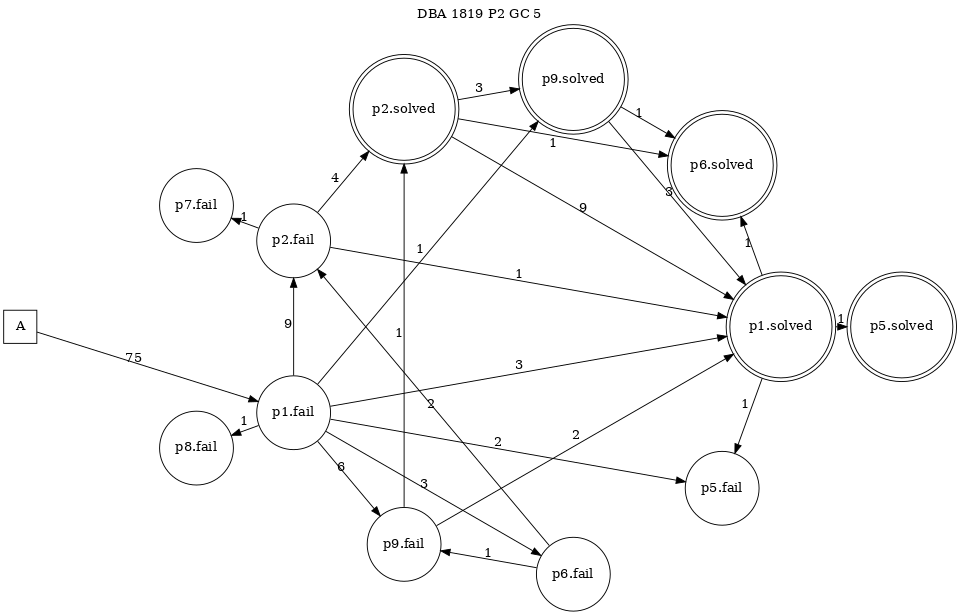 DBA 1819 P2 GC 5
p9.solved
3
p2.solved
1
1
p6.solved
4
3
p7.fail
1
9
p2.fail
1
1
1
A
75
9
1
p1.solved
1
p5.solved
3
2
1
p1.fail
1
p8.fail
2
2
6
3
p5.fail
p9.fail
1
p6.fail